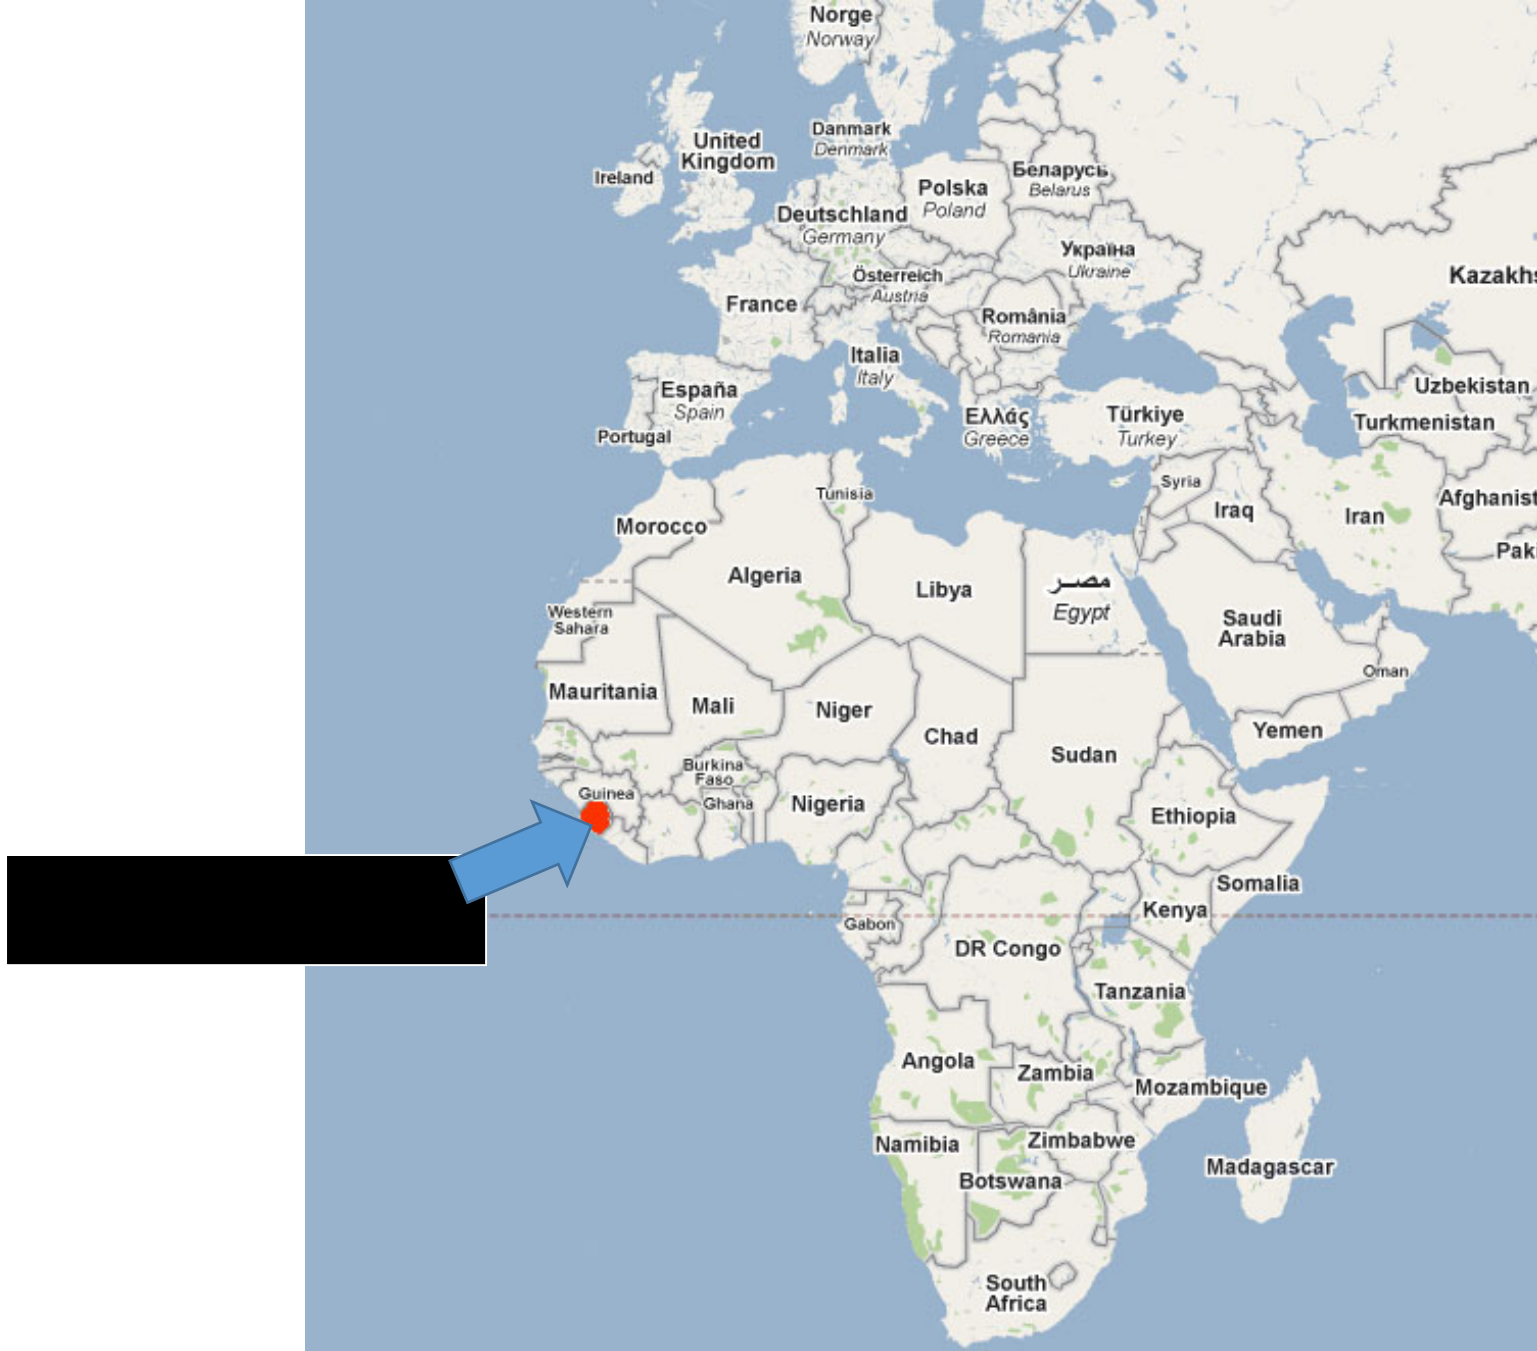 Norge
Norway
United
Kingdom
Ireland
Danmark
Denmark
Беларусь
Belarus
Polska
Poland
Deutschland
Germany
Україна
Ukraine
Österreich
Austria
Kazakhs
France
România
Romania
Italia
Italy
Uzbekistan
España
Spain
Ελλάς
Greece
Türkiye
Turkey
Turkmenistan
Portugal
Tunisia
Syria
Iraq
Iran
Afghanist
Morocco
Paki
Algeria
Libya
مصر
Egypt
Western
Sahara
Saudi
Arabia
Oman
Mauritania
Mali
Niger
Chad
Yemen
Sudan
Burkina
Faso
Guinea
Ghana
Nigeria
Ethiopia
Somalia
Kenya
Gabon
DR Congo
Tanzania
Angola
Zambia
Mozambique
Namibia
Zimbabwe
Madagascar
Botswana
South
Africa